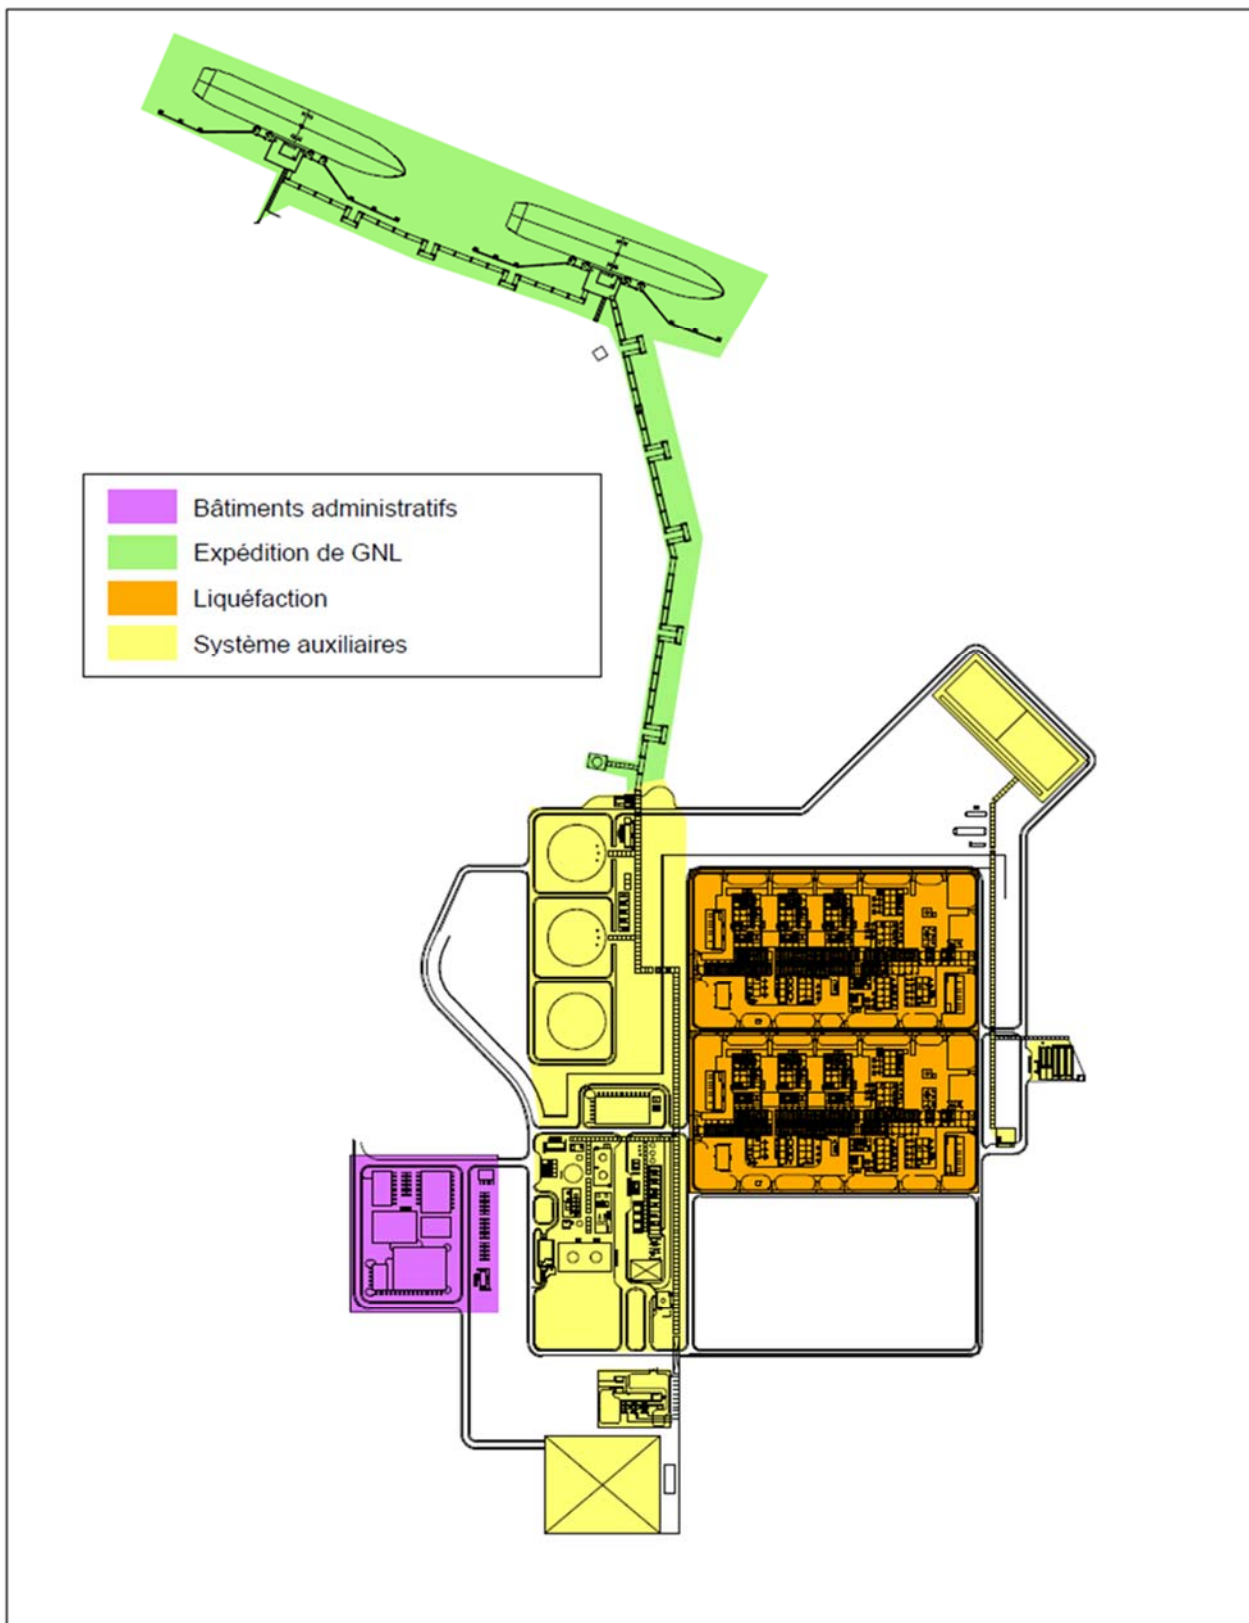 Bâtiments administratifs
Expédition de GNL
Liquéfaction
Système auxiliaires